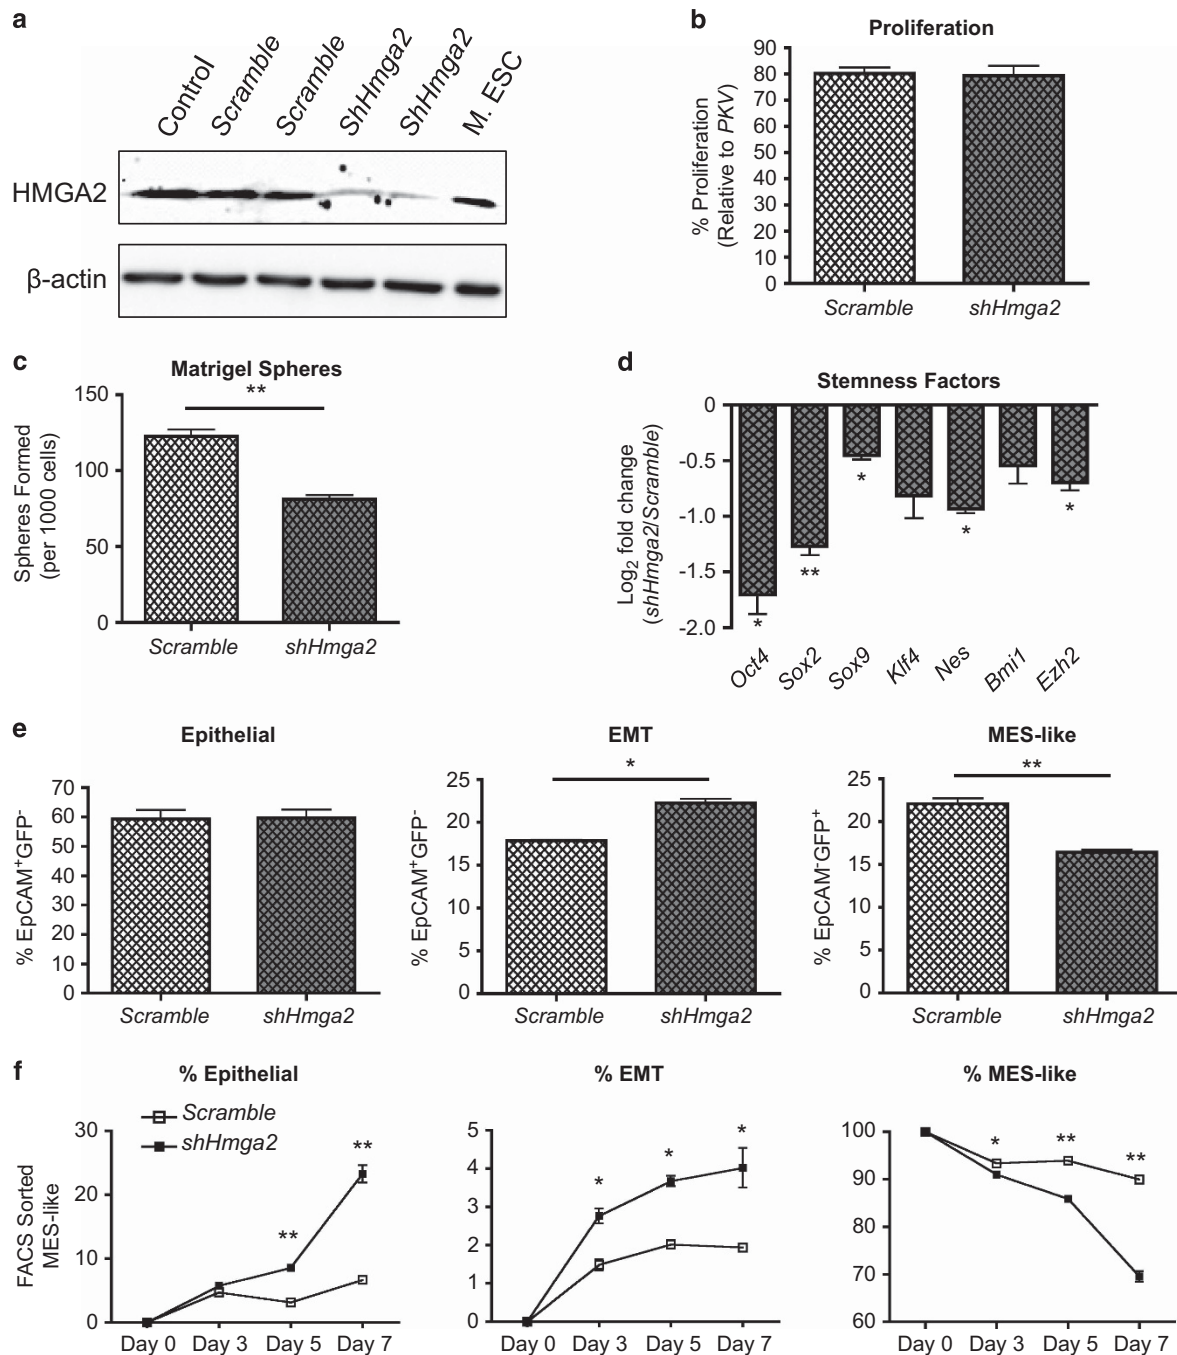 a
Control
Scramble
Scramble
ShHmga2
ShHmga2
M. ESC
HMGA2
β-actin
b
Proliferation
% Proliferation
(Relative to PKV)
90
80
70
60
50
40
30
20
10
0
Scramble
shHmga2
c
Matrigel Spheres
**
Spheres Formed
(per 1000 cells)
150
100
50
0
Scramble
shHmga2
d
Stemness Factors
Log2 fold change
(shHmga2/Scramble)
0
-0.5
-1.0
-1.5
-2.0
*
**
*
*
*
Oct4
Sox2
Sox9
Klf4
Nes
Bmi1
Ezh2
e
Epithelial
% EpCAM+GFP-
70
60
50
40
30
20
10
0
Scramble
shHmga2
EMT
*
% EpCAM+GFP-
25
20
15
10
5
0
Scramble
shHmga2
MES-like
**
% EpCAM-GFP+
25
20
15
10
5
0
Scramble
shHmga2
f
% Epithelial
Scramble
shHmga2
FACS Sorted
MES-like
30
20
10
0
**
**
Day 0 Day 3 Day 5 Day 7
% EMT
5
4
3
2
1
0
*
*
*
Day 0 Day 3 Day 5 Day 7
% MES-like
100
90
80
70
60
*
**
**
Day 0 Day 3 Day 5 Day 7